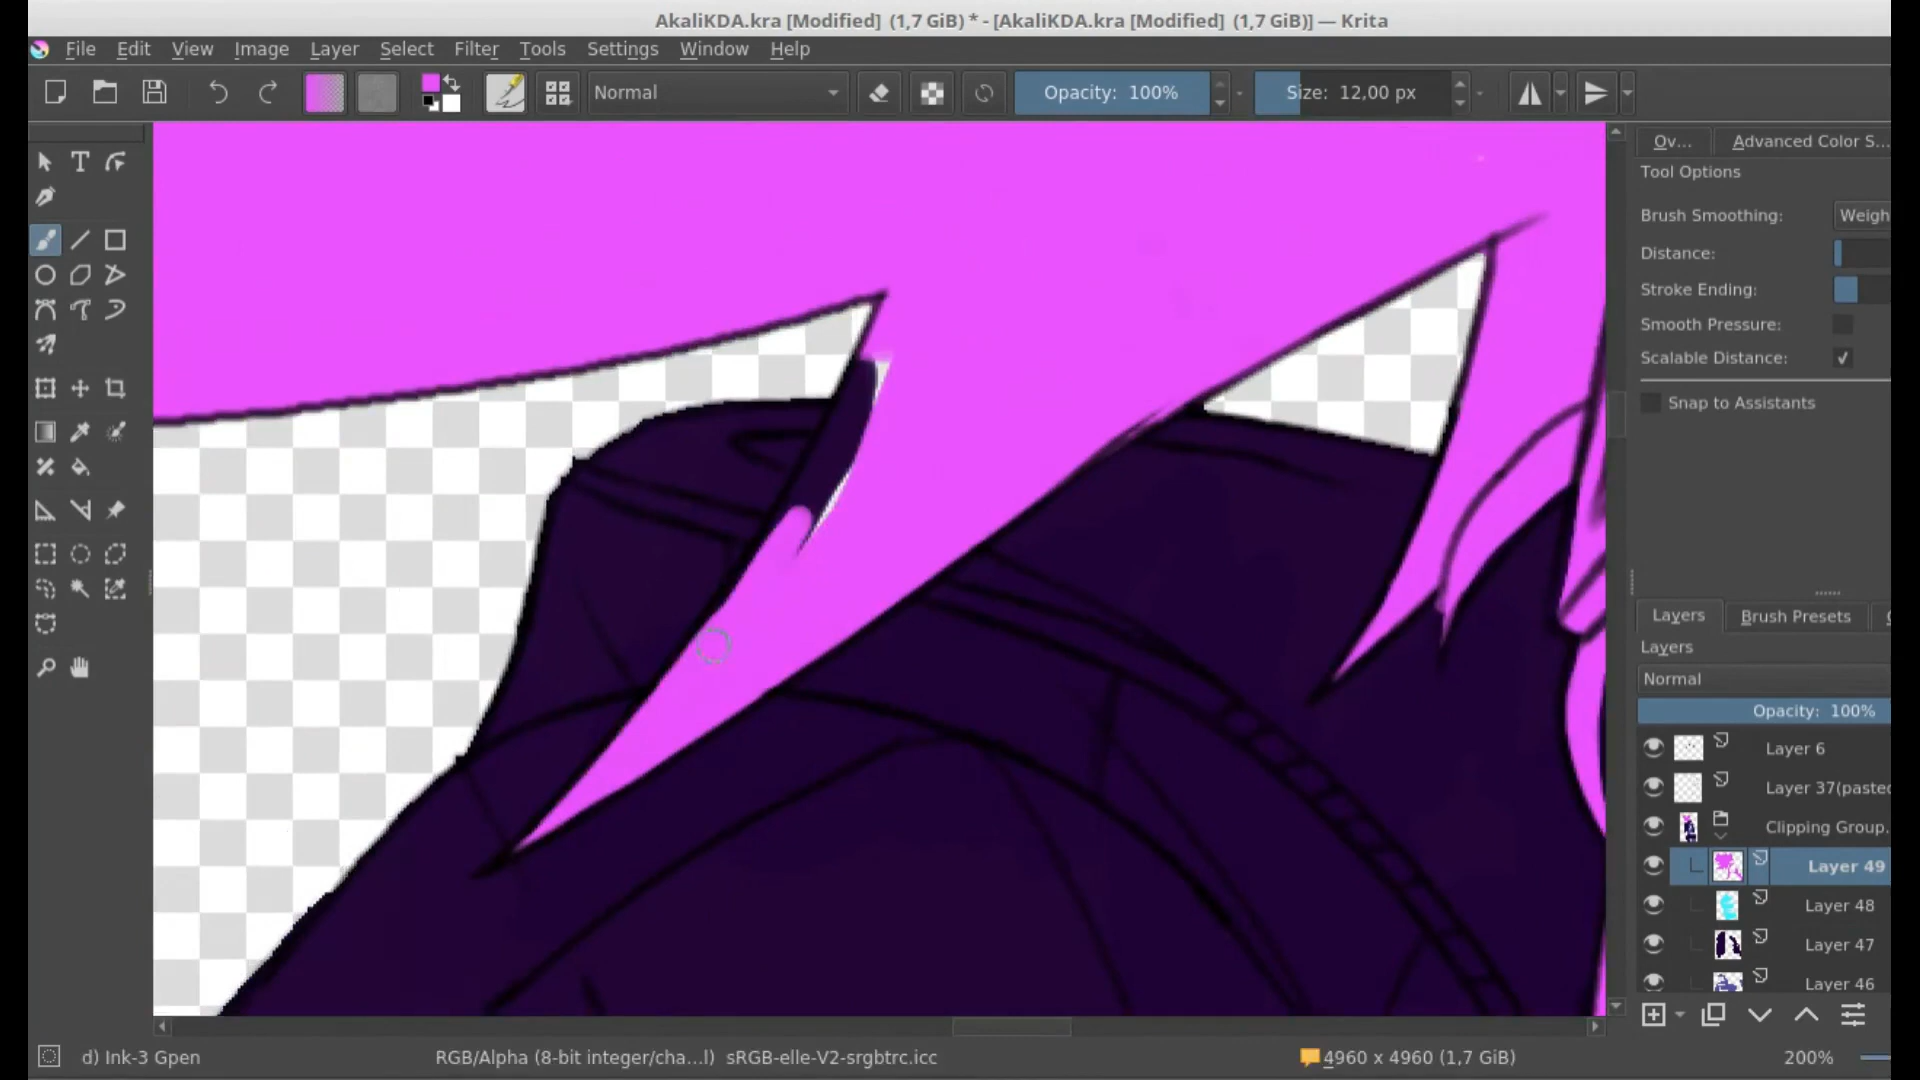 AkaliKDA.kra [Modified]  (1,7 GiB) * - [AkaliKDA.kra [Modified]  (1,7 GiB)] — Krita
File Edit View Image Layer Select Filter Tools Settings Window Help
Normal Opacity: 100% Size: 12,00 px
Ov... Advanced Color S...
Tool Options
Brush Smoothing: Weigh
Distance:
Stroke Ending:
Smooth Pressure:
Scalable Distance:
Snap to Assistants
Layers Brush Presets
Layers
Normal
Opacity: 100%
Layer 6
Layer 37(paste
Clipping Group.
Layer 49
Layer 48
Layer 47
Layer 46
d) Ink-3 Gpen RGB/Alpha (8-bit integer/cha...l) sRGB-elle-V2-srgbtrc.icc 4960 x 4960 (1,7 GiB) 200%